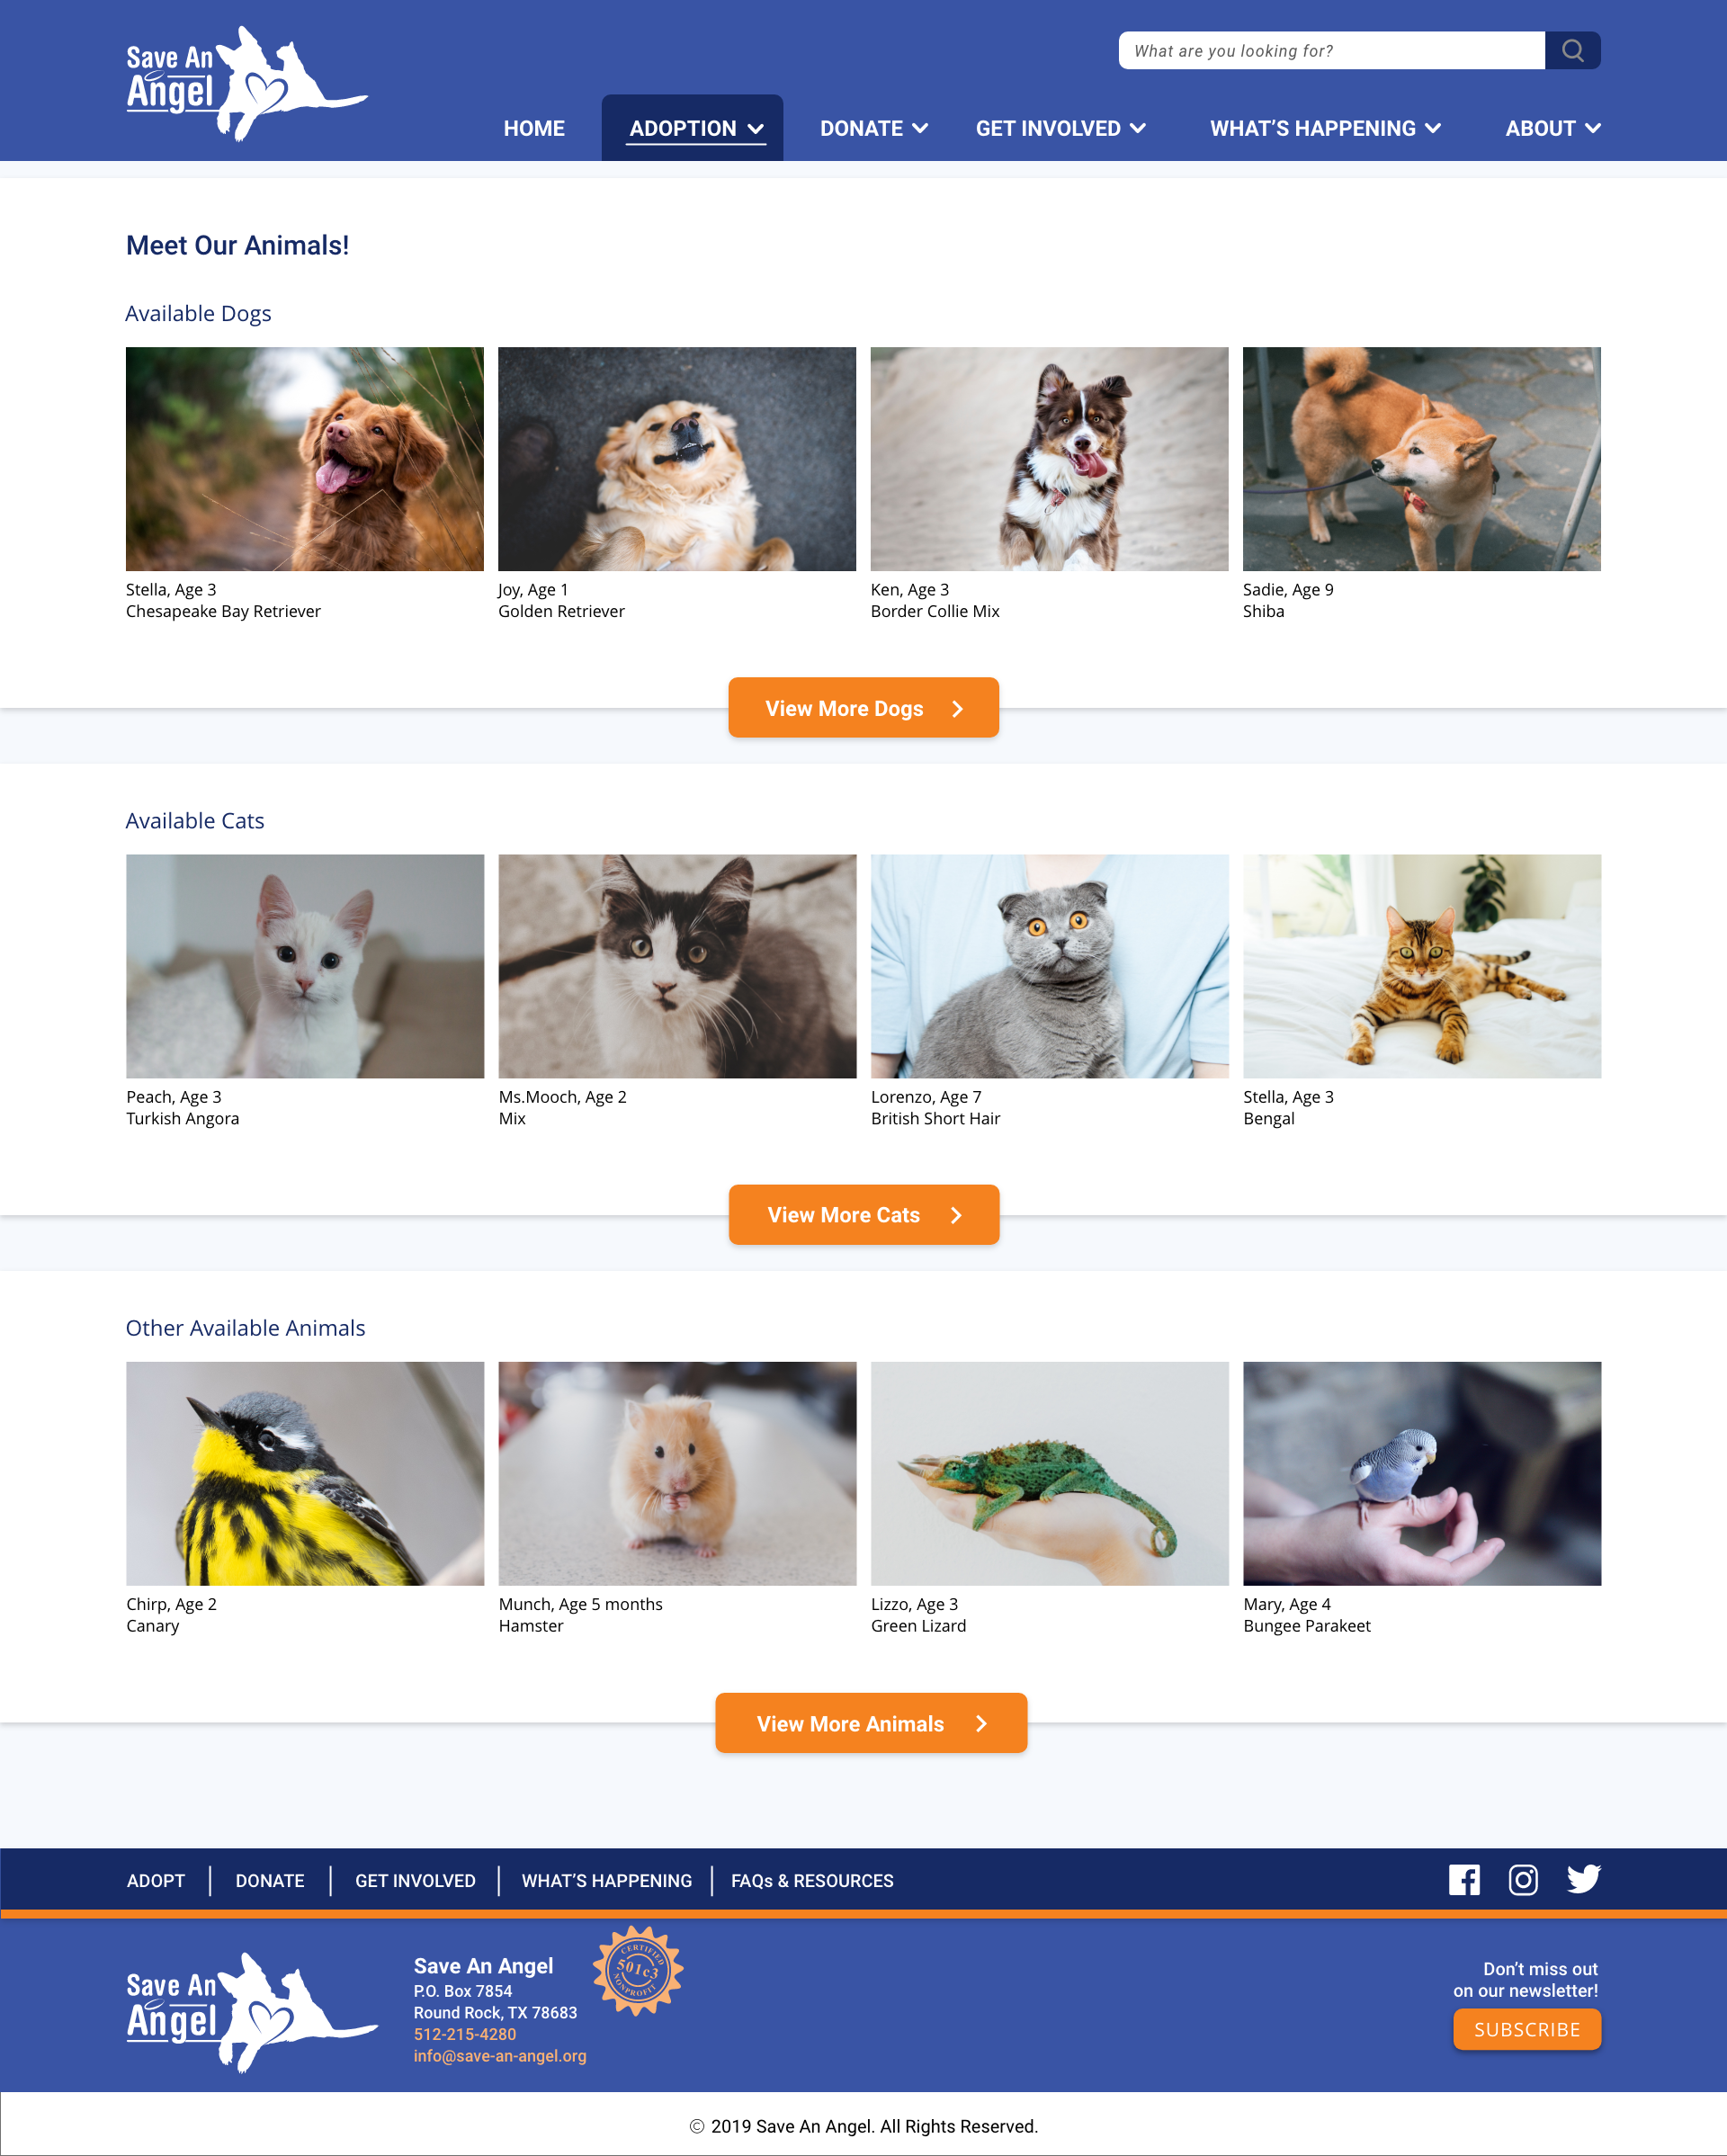 Save An
Angel
What are you looking for?
HOME
ADOPTION
DONATE
GET INVOLVED
WHAT’S HAPPENING
ABOUT
Meet Our Animals!
Available Dogs
Stella, Age 3
Chesapeake Bay Retriever
Joy, Age 1
Golden Retriever
Ken, Age 3
Border Collie Mix
Sadie, Age 9
Shiba
View More Dogs
Available Cats
Peach, Age 3
Turkish Angora
Ms.Mooch, Age 2
Mix
Lorenzo, Age 7
British Short Hair
Stella, Age 3
Bengal
View More Cats
Other Available Animals
Chirp, Age 2
Canary
Munch, Age 5 months
Hamster
Lizzo, Age 3
Green Lizard
Mary, Age 4
Bungee Parakeet
View More Animals
ADOPT
DONATE
GET INVOLVED
WHAT’S HAPPENING
FAQs & RESOURCES
Save An
Angel
Save An Angel
P.O. Box 7854
Round Rock, TX 78683
512-215-4280
info@save-an-angel.org
CERTIFIED
501c3
NONPROFIT
Don’t miss out
on our newsletter!
SUBSCRIBE
© 2019 Save An Angel. All Rights Reserved.